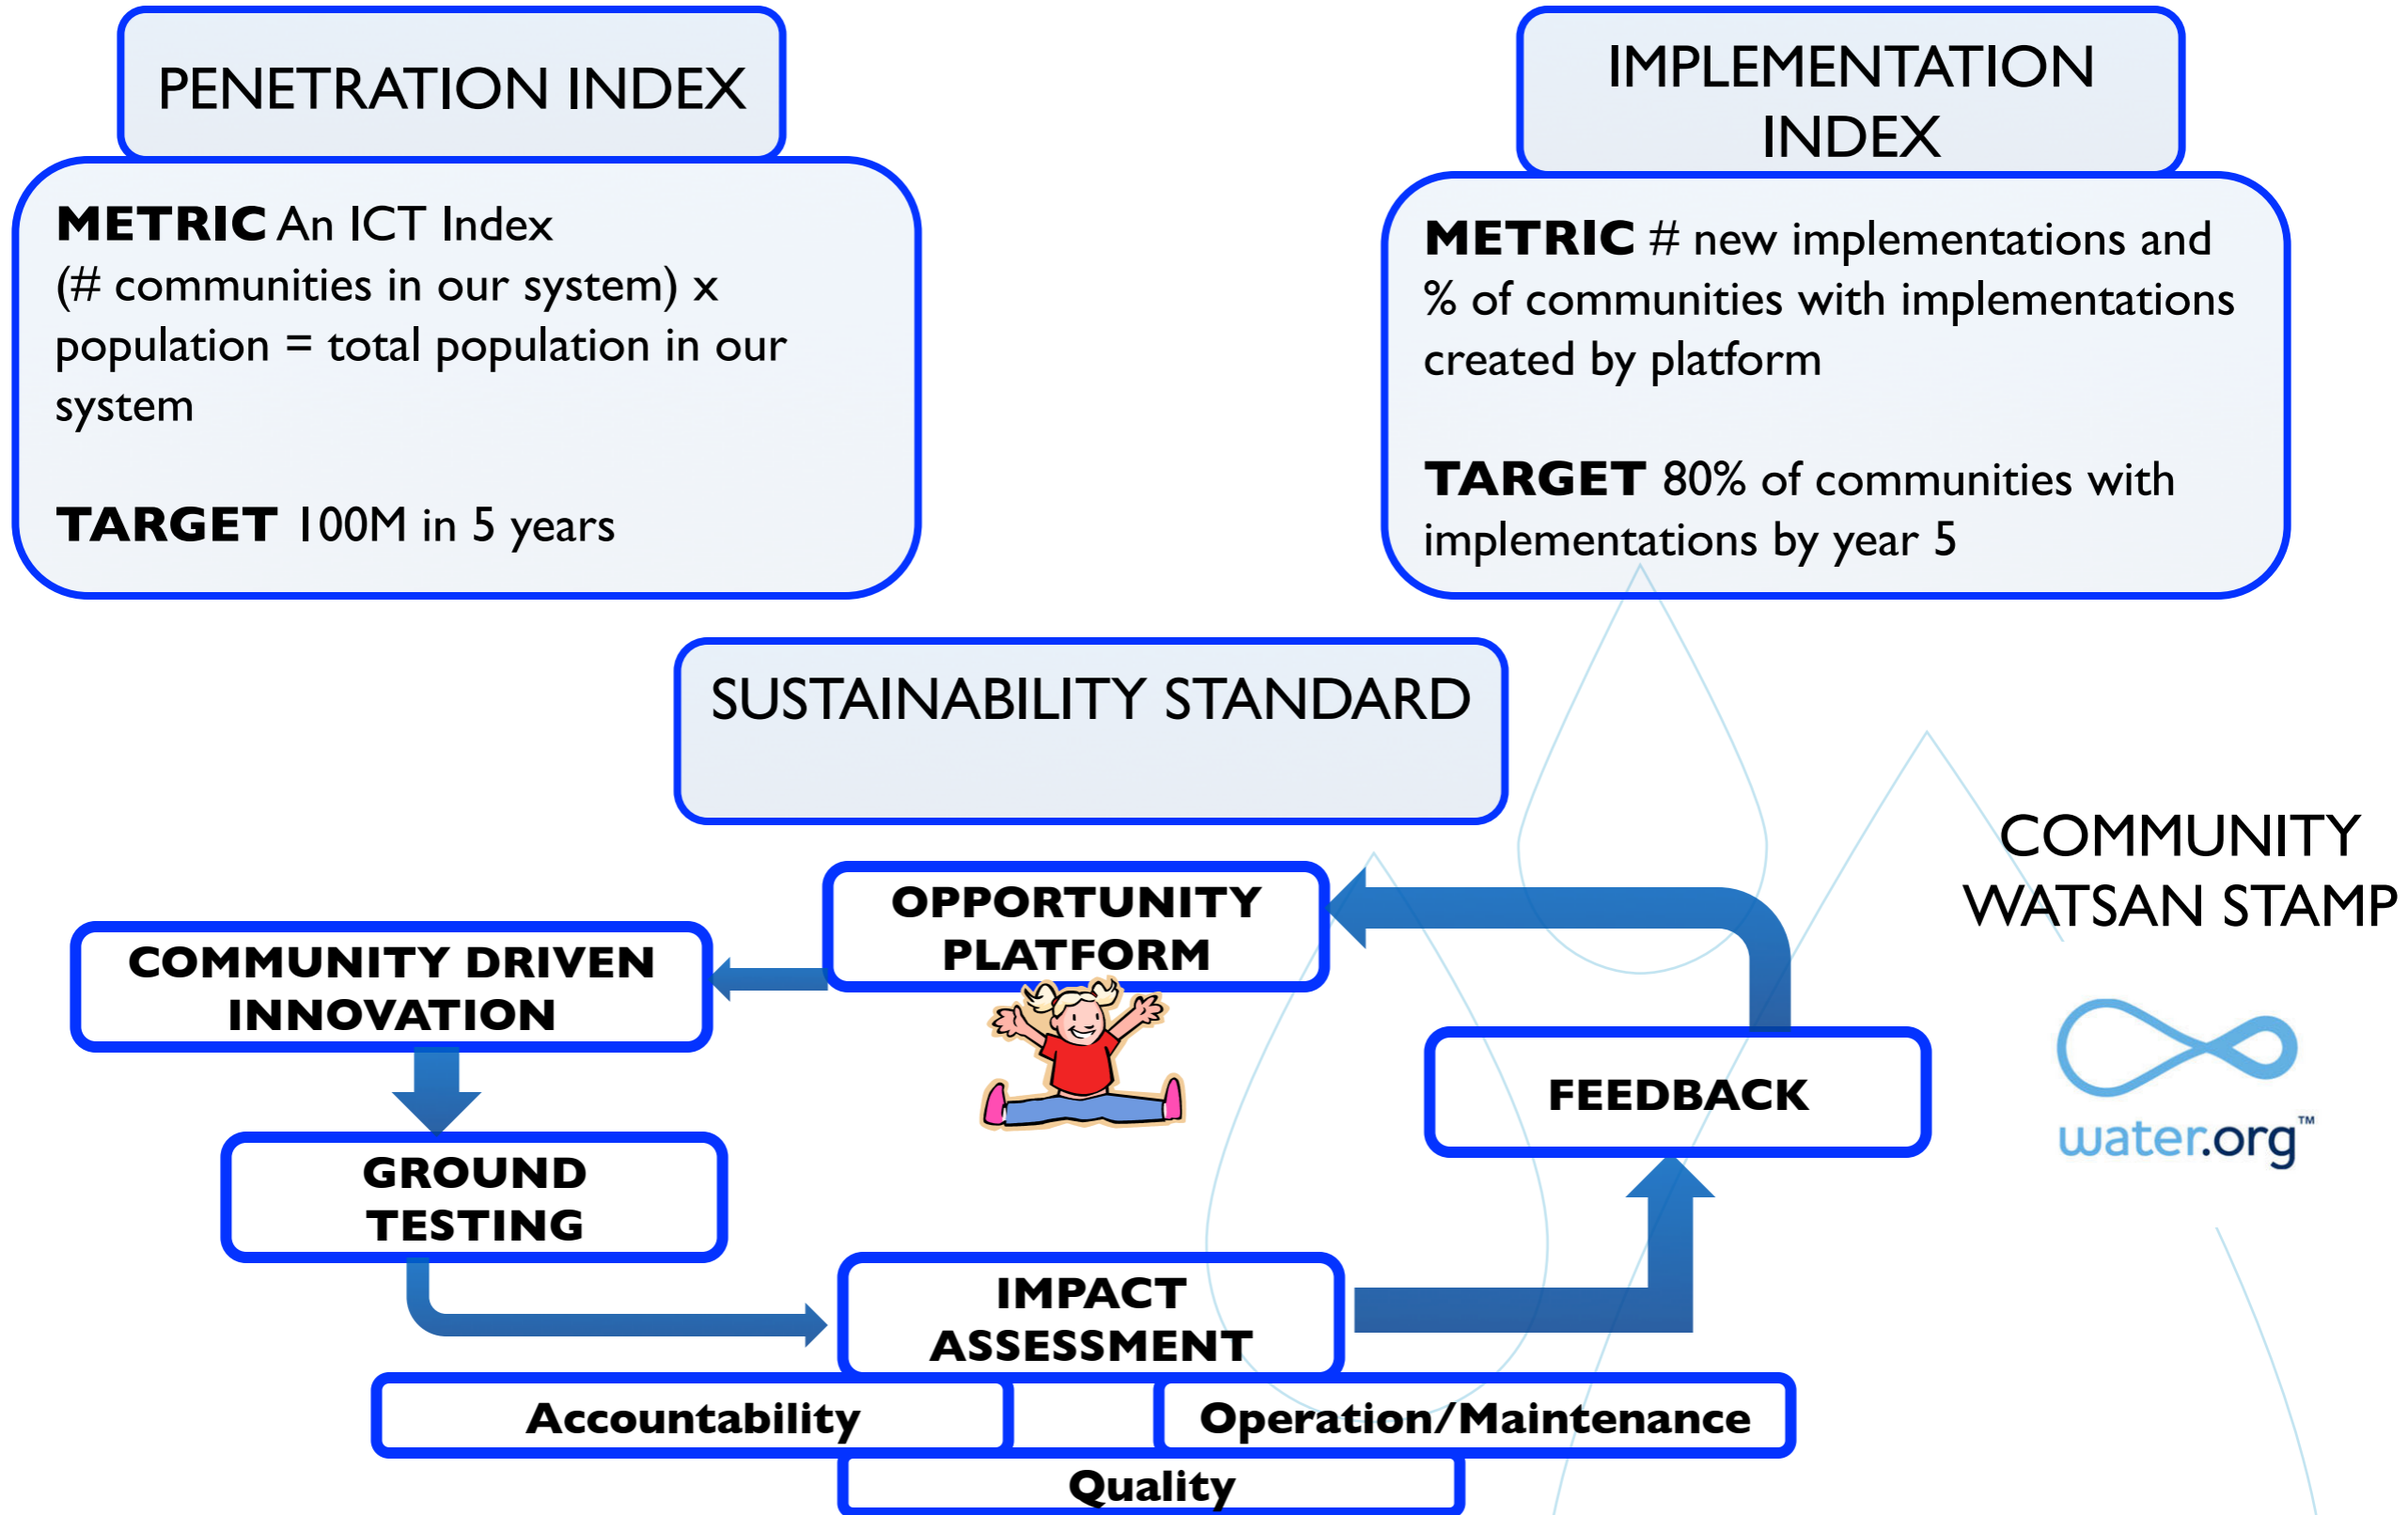 PENETRATION INDEX
METRIC An ICT Index
(# communities in our system) x
population = total population in our
system
TARGET 100M in 5 years
IMPLEMENTATION
INDEX
METRIC # new implementations and
% of communities with implementations
created by platform
TARGET 80% of communities with
implementations by year 5
SUSTAINABILITY STANDARD
OPPORTUNITY
PLATFORM
COMMUNITY DRIVEN
INNOVATION
GROUND
TESTING
IMPACT
ASSESSMENT
Accountability
Operation/Maintenance
Quality
FEEDBACK
COMMUNITY
WATSAN STAMP
water.org™